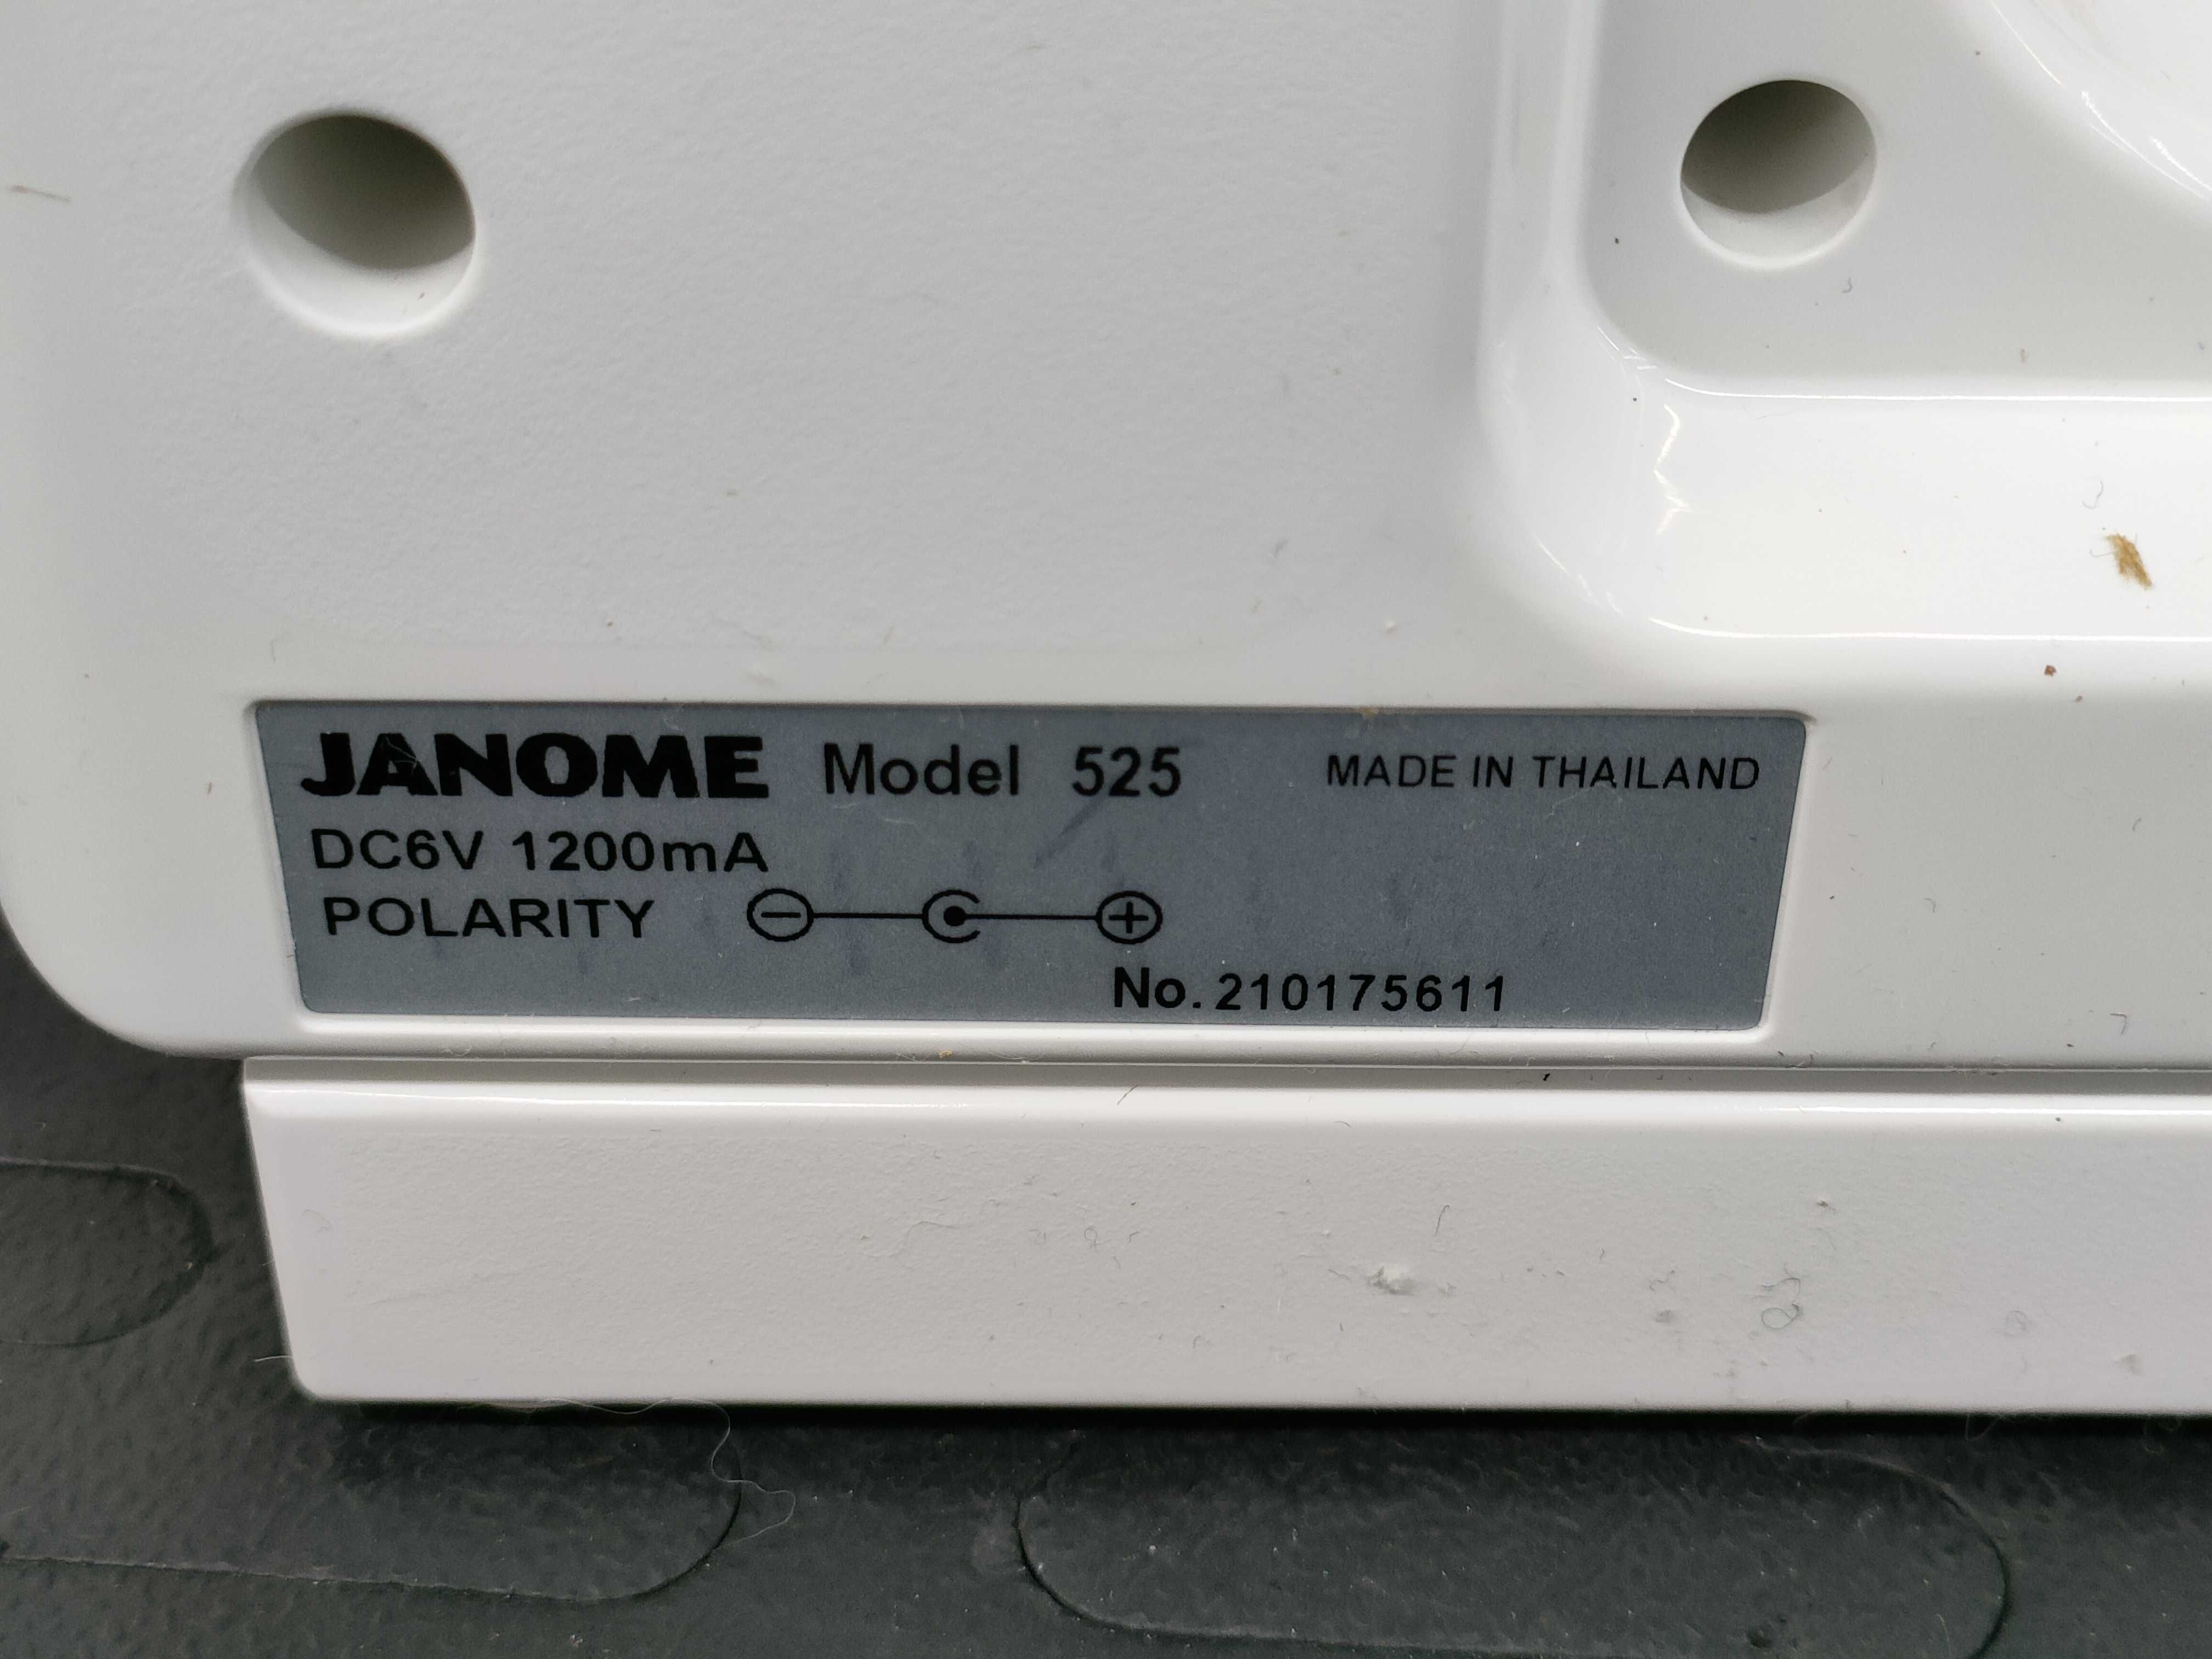 JANOME Model 525 MADE IN THAILAND
DC6V 1200mA
POLARITY
No.210175611